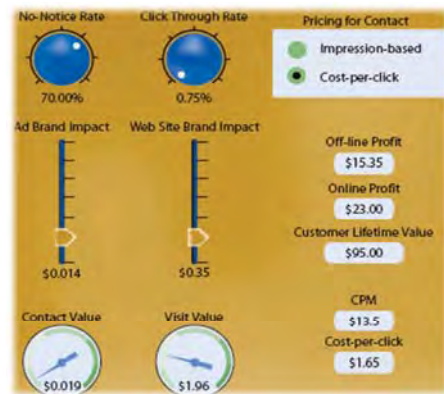 No-Notice Rate
Click Through Rate
70.00%
0.75%
Pricing for Contact
Impression-based
Cost-per-click
Ad Brand Impact
Web Site Brand Impact
$0.014
$0.35
Off-line Profit
$15.35
Online Profit
$23.00
Customer Lifetime Value
$95.00
Contact Value
Visit Value
$0.019
$1.96
CPM
$13.5
Cost-per-click
$1.65